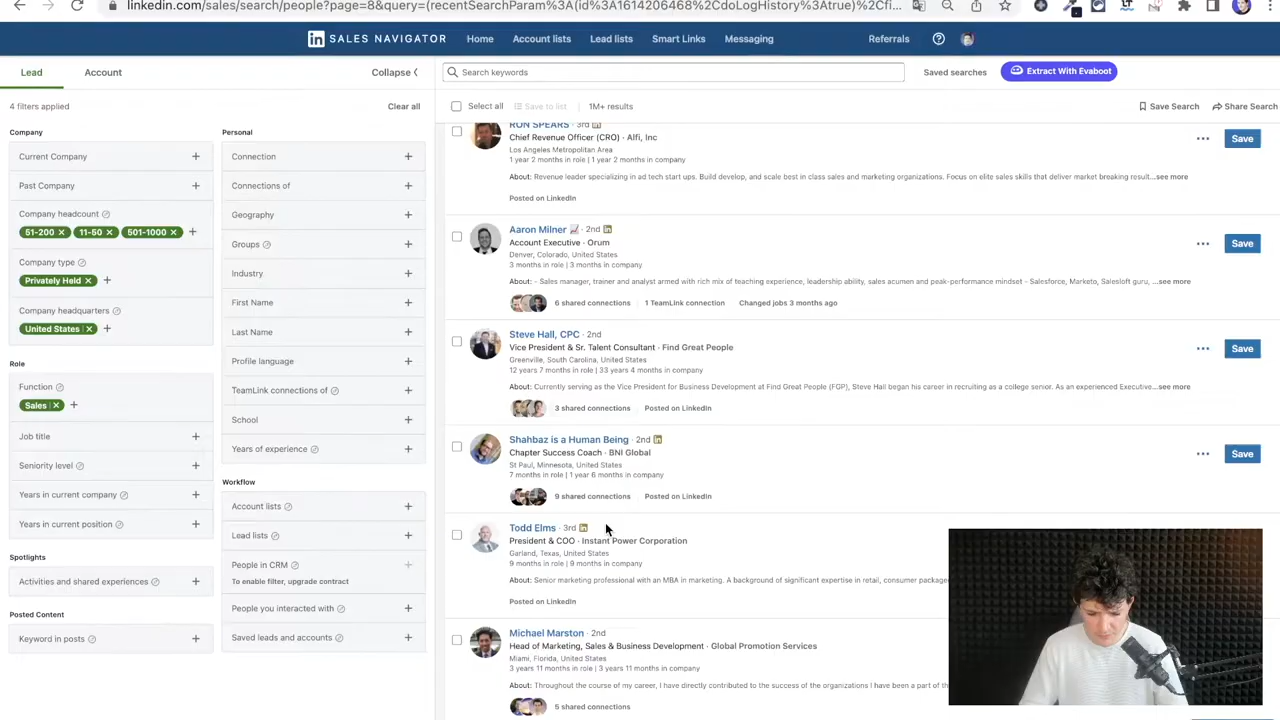 linkedin.com/sales/search/people?page=8&query=(recentSearchParam%3A(id%3A1614206468%2CdoLogHistory%3Atrue)%2Cfi...
in SALES NAVIGATOR
Home
Account lists
Lead lists
Smart Links
Messaging
Referrals
Lead
Account
Collapse
Search keywords
Saved searches
Extract With Evaboot
4 filters applied
Clear all
Select all
Save to list
1M+ results
Save Search
Share Search
Company
Current Company
Past Company
Company headcount
51-200
11-50
501-1000
Company type
Privately Held
Company headquarters
United States
Role
Function
Sales
Job title
Seniority level
Years in current company
Years in current position
Spotlights
Activities and shared experiences
Posted Content
Keyword in posts
Personal
Connection
Connections of
Geography
Groups
Industry
First Name
Last Name
Profile language
TeamLink connections of
School
Years of experience
Workflow
Account lists
Lead lists
People in CRM
To enable filter, upgrade contract
People you interacted with
Saved leads and accounts
RON SPEARS · 3rd
Chief Revenue Officer (CRO) · Alfi, Inc
Los Angeles Metropolitan Area
1 year 2 months in role | 1 year 2 months in company
About: Revenue leader specializing in ad tech start ups. Build develop, and scale best in class sales and marketing organizations. Focus on elite sales skills that deliver market breaking result...see more
Posted on LinkedIn
Save
Aaron Milner · 2nd
Account Executive · Orum
Denver, Colorado, United States
3 months in role | 3 months in company
About: - Sales manager, trainer and analyst armed with rich mix of teaching experience, leadership ability, sales acumen and peak-performance mindset - Salesforce, Marketo, Salesloft guru, ...see more
6 shared connections
1 TeamLink connection
Changed jobs 3 months ago
Save
Steve Hall, CPC · 2nd
Vice President & Sr. Talent Consultant · Find Great People
Greenville, South Carolina, United States
12 years 7 months in role | 33 years 4 months in company
About: Currently serving as the Vice President for Business Development at Find Great People (FGP), Steve Hall began his career in recruiting as a college senior. As an experienced Executive...see more
3 shared connections
Posted on LinkedIn
Save
Shahbaz is a Human Being · 2nd
Chapter Success Coach · BNI Global
St Paul, Minnesota, United States
7 months in role | 1 year 6 months in company
9 shared connections
Posted on LinkedIn
Save
Todd Elms · 3rd
President & COO · Instant Power Corporation
Garland, Texas, United States
9 months in role | 9 months in company
About: Senior marketing professional with an MBA in marketing. A background of significant expertise in retail, consumer package
Posted on LinkedIn
Michael Marston · 2nd
Head of Marketing, Sales & Business Development · Global Promotion Services
Miami, Florida, United States
3 years 11 months in role | 3 years 11 months in company
About: Throughout the course of my career, I have directly contributed to the success of the organizations I have been a part of th
5 shared connections